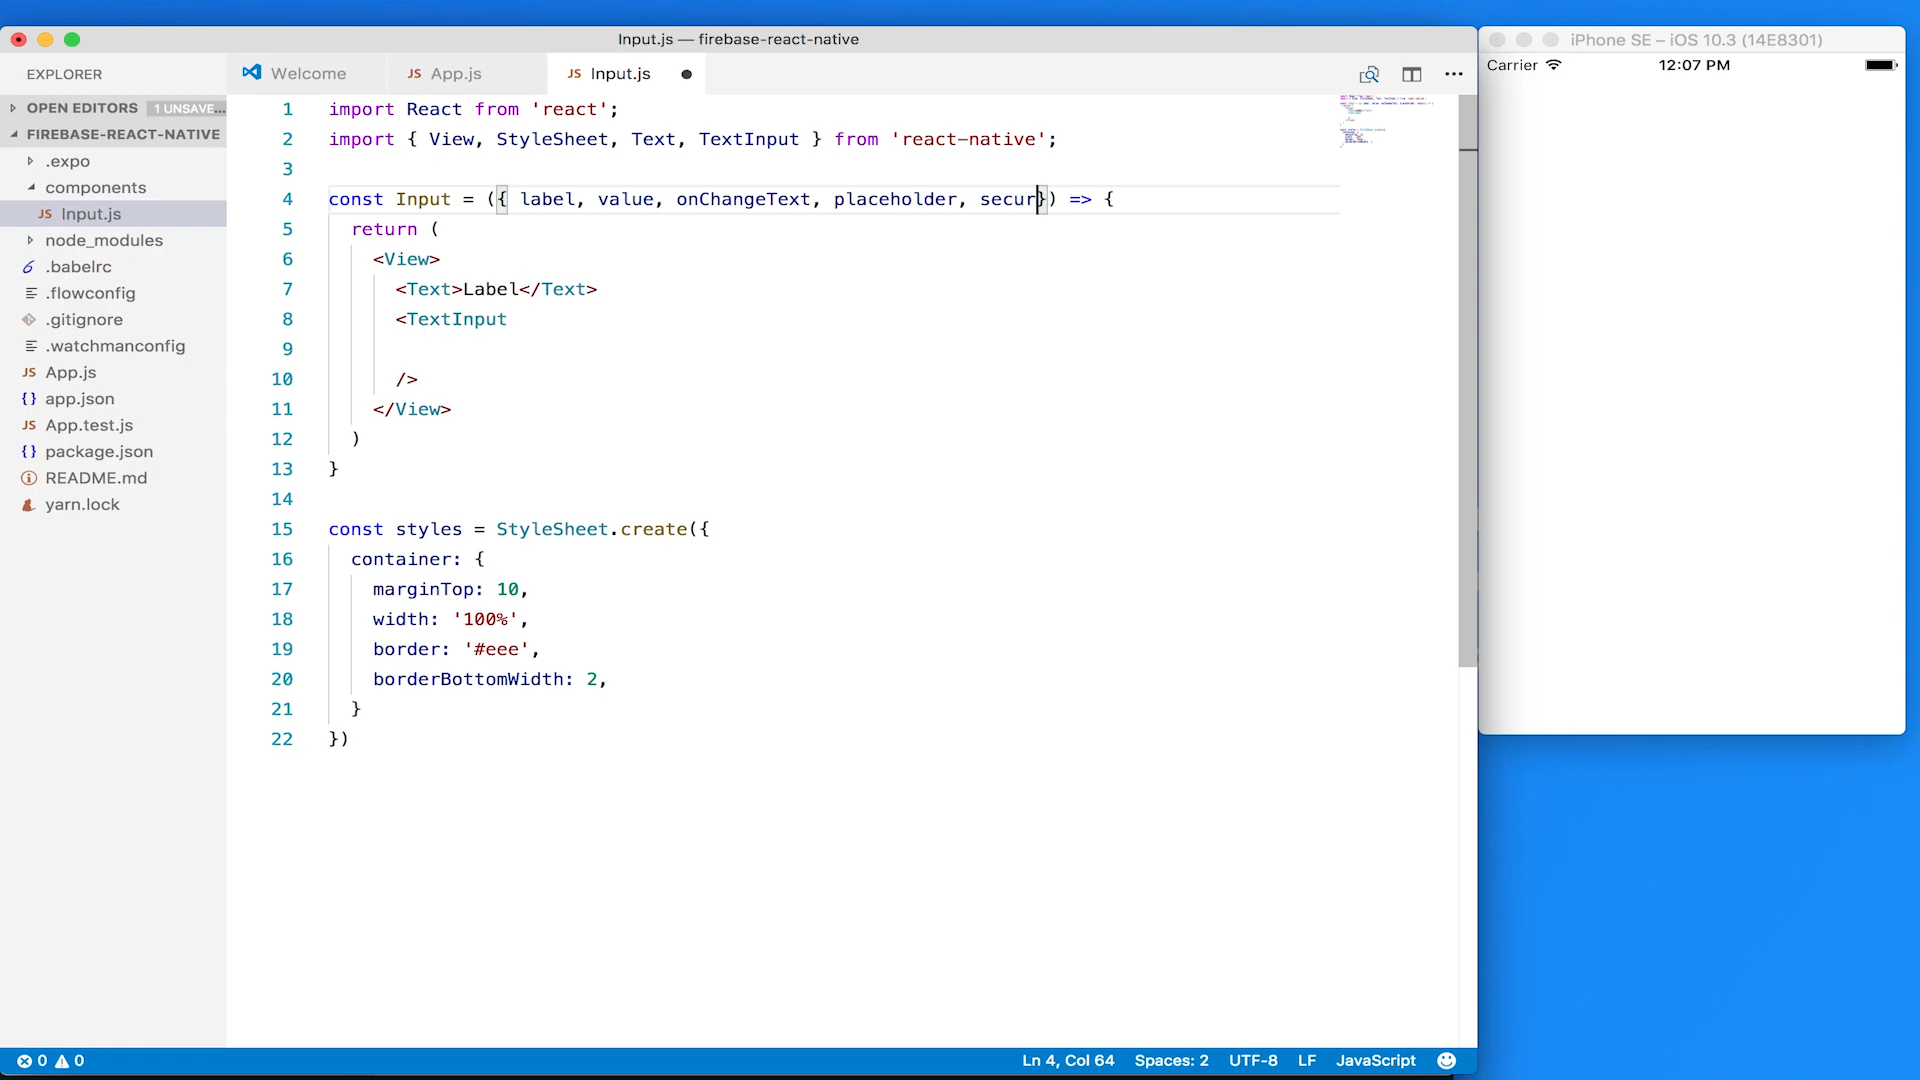 Input.js — firebase-react-native
iPhone SE – iOS 10.3 (14E8301)
Carrier 12:07 PM
EXPLORER
Welcome
JS App.js
JS Input.js
OPEN EDITORS 1 UNSAVE...
FIREBASE-REACT-NATIVE
.expo
components
JS Input.js
node_modules
.babelrc
.flowconfig
.gitignore
.watchmanconfig
JS App.js
{} app.json
JS App.test.js
{} package.json
README.md
yarn.lock
1 import React from 'react';
2 import { View, StyleSheet, Text, TextInput } from 'react-native';
3
4 const Input = ({ label, value, onChangeText, placeholder, secur}) => {
5 return (
6 <View>
7 <Text>Label</Text>
8 <TextInput
9
10 />
11 </View>
12 )
13 }
14
15 const styles = StyleSheet.create({
16 container: {
17 marginTop: 10,
18 width: '100%',
19 border: '#eee',
20 borderBottomWidth: 2,
21 }
22 })
0 0
Ln 4, Col 64 Spaces: 2 UTF-8 LF JavaScript